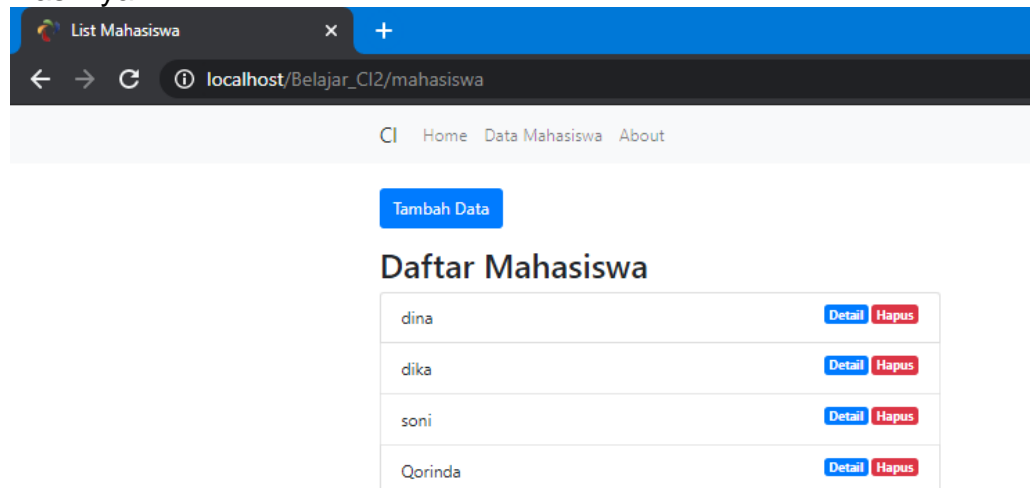 List Mahasiswa
localhost/Belajar_CI2/mahasiswa
CI Home Data Mahasiswa About
Tambah Data
Daftar Mahasiswa
dina Detail Hapus
dika Detail Hapus
soni Detail Hapus
Qorinda Detail Hapus